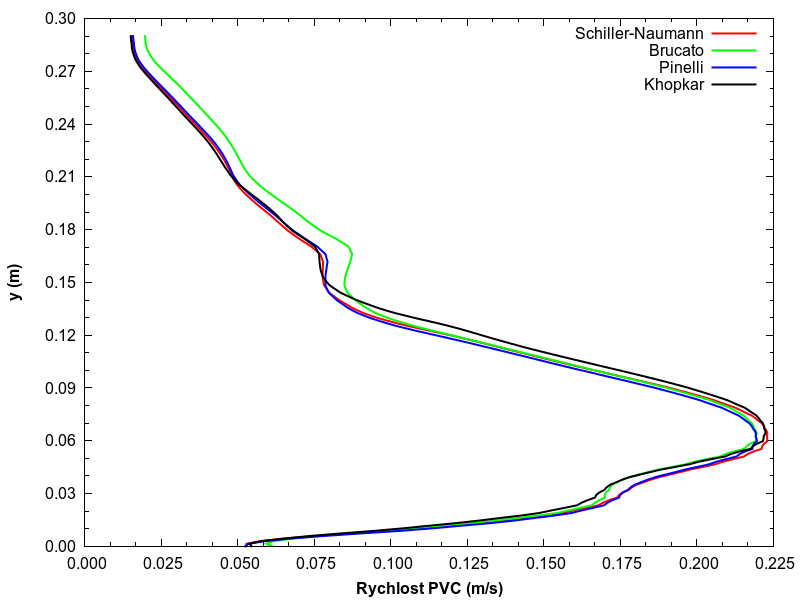 0.30
0.27
0.24
0.21
0.18
0.15
0.12
0.09
0.06
0.03
0.00
y (m)
Schiller-Naumann
Brucato
Pinelli
Khopkar
0.000 0.025 0.050 0.075 0.100 0.125 0.150 0.175 0.200 0.225
Rychlost PVC (m/s)